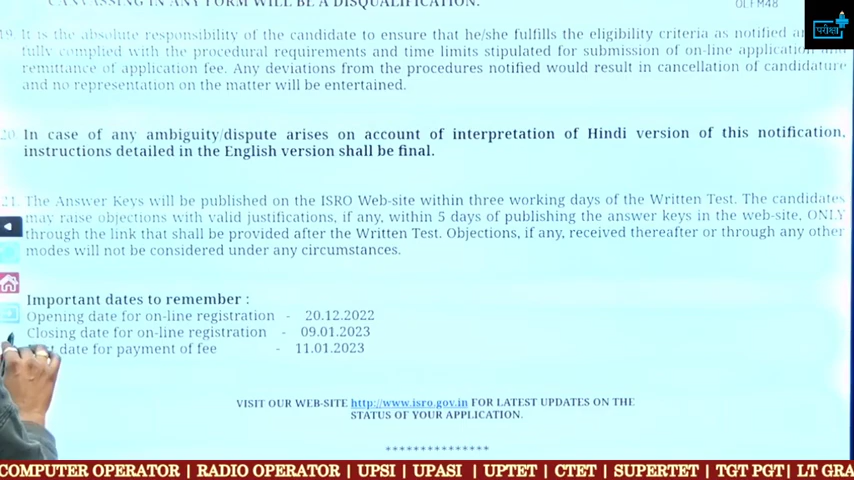 CANVASSING IN ANY FORM WILL BE A DISQUALIFICATION.
परीक्षा
19. It is the absolute responsibility of the candidate to ensure that he/she fulfills the eligibility criteria as notified
fully complied with the procedural requirements and time limits stipulated for submission of on-line application
remittance of application fee. Any deviations from the procedures notified would result in cancellation of candidature
and no representation on the matter will be entertained.
20. In case of any ambiguity/dispute arises on account of interpretation of Hindi version of this notification,
instructions detailed in the English version shall be final.
21. The Answer Keys will be published on the ISRO Web-site within three working days of the Written Test. The candidates
may raise objections with valid justifications, if any, within 5 days of publishing the answer keys in the web-site, ONLY
through the link that shall be provided after the Written Test. Objections, if any, received thereafter or through any other
modes will not be considered under any circumstances.
Important dates to remember :
Opening date for on-line registration - 20.12.2022
Closing date for on-line registration - 09.01.2023
date for payment of fee - 11.01.2023
VISIT OUR WEB-SITE http://www.isro.gov.in FOR LATEST UPDATES ON THE
STATUS OF YOUR APPLICATION.
***************
COMPUTER OPERATOR | RADIO OPERATOR | UPSI | UPASI | UPTET | CTET | SUPERTET | TGT PGT| LT GRA